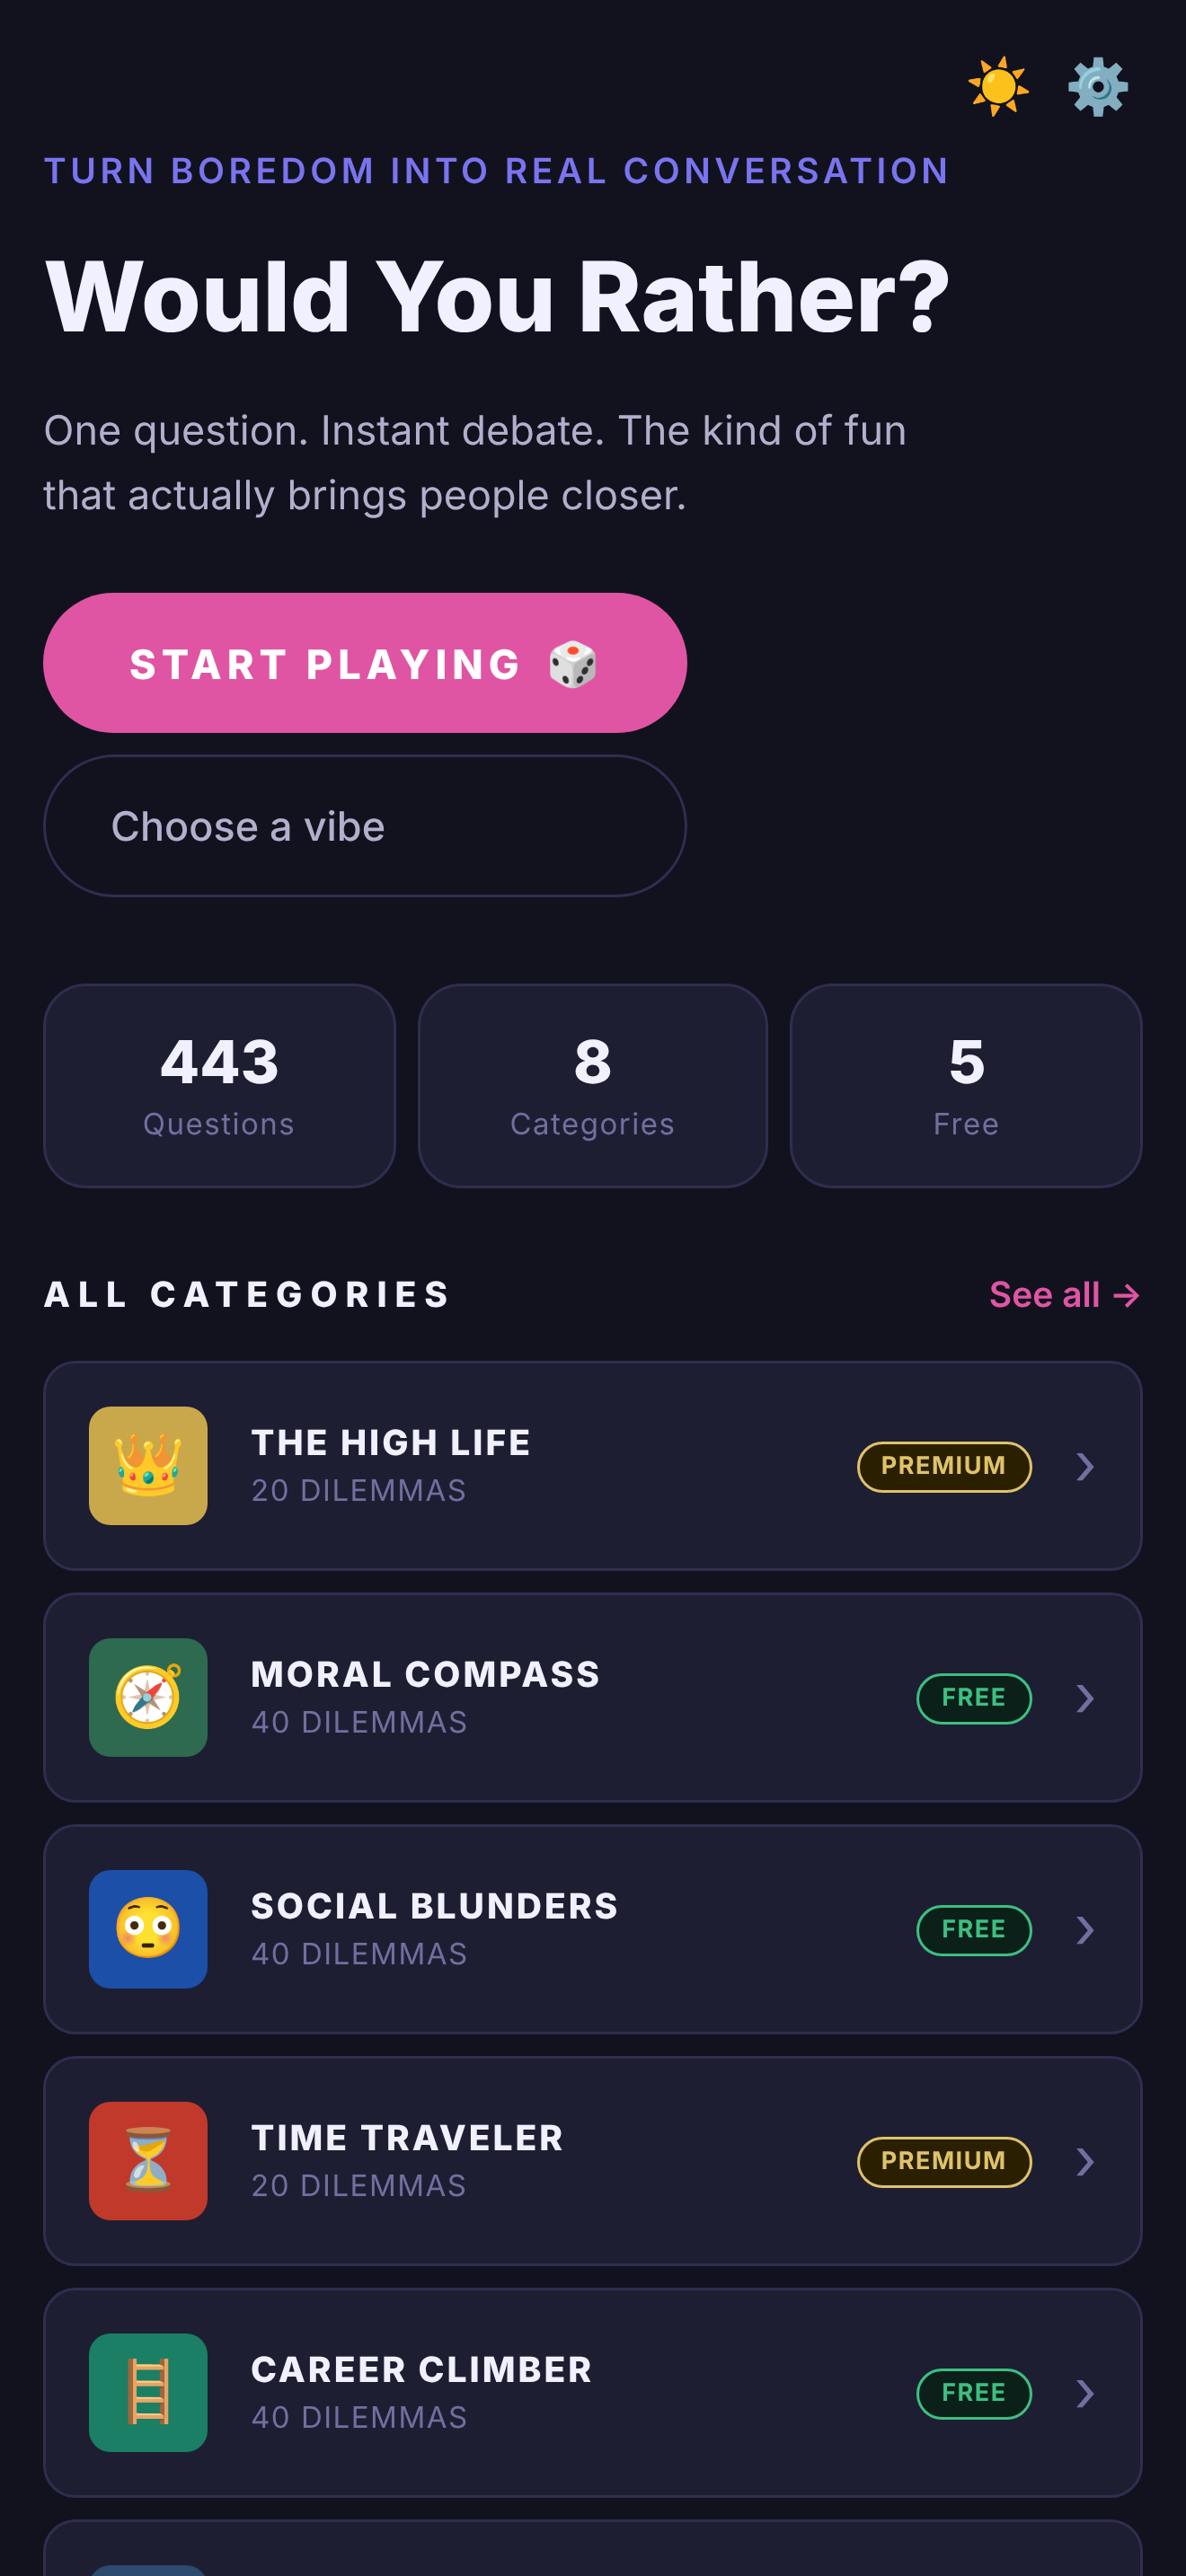 TURN BOREDOM INTO REAL CONVERSATION
Would You Rather?
One question. Instant debate. The kind of fun
that actually brings people closer.
START PLAYING 🎲
Choose a vibe
443
Questions
8
Categories
5
Free
ALL CATEGORIES
See all →
THE HIGH LIFE
20 DILEMMAS
PREMIUM
MORAL COMPASS
40 DILEMMAS
FREE
SOCIAL BLUNDERS
40 DILEMMAS
FREE
TIME TRAVELER
20 DILEMMAS
PREMIUM
CAREER CLIMBER
40 DILEMMAS
FREE